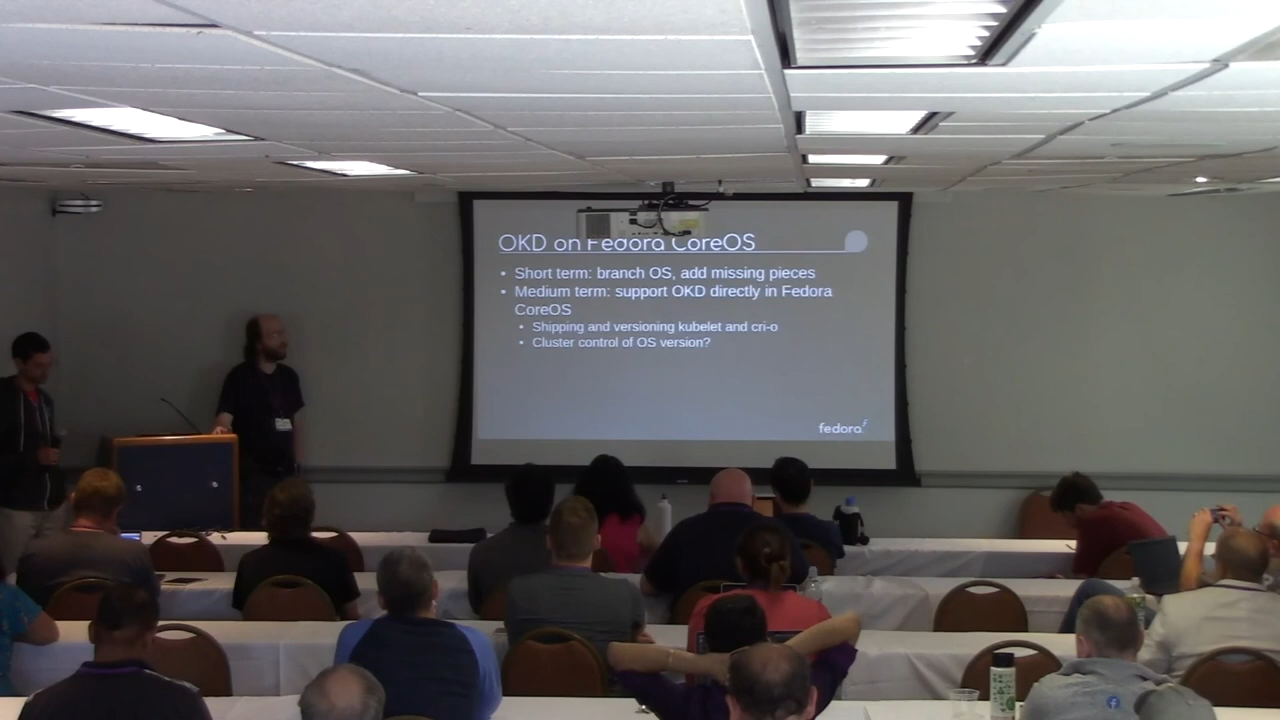 OKD on Fedora CoreOS
• Short term: branch OS, add missing pieces
• Medium term: support OKD directly in Fedora
CoreOS
• Shipping and versioning kubelet and cri-o
• Cluster control of OS version?
fedora